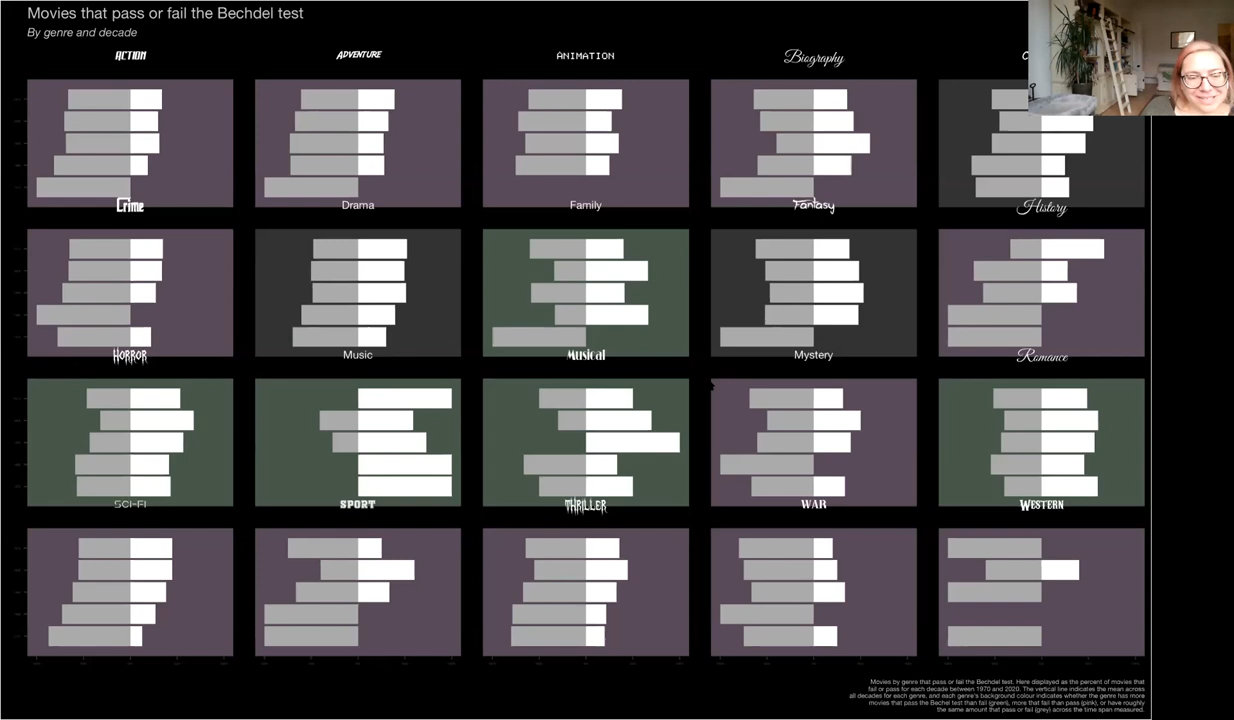 Movies that pass or fail the Bechdel test
By genre and decade
ACTION
ADVENTURE
ANIMATION
Biography
Crime
Drama
Family
Fantasy
History
HORROR
Music
Musical
Mystery
Romance
SCI-FI
SPORT
THRILLER
WAR
WESTERN
Movies by genre that pass or fail the Bechdel test. Here displayed as the percent of movies that
fail or pass for each decade between 1970 and 2020. The vertical line indicates the mean across
all decades for each genre, and each genre's background colour indicates whether the genre has more
movies that pass the Bechel test than fail (green), more that fail than pass (pink), or have roughly
the same amount that pass or fail (grey) across the time span measured.